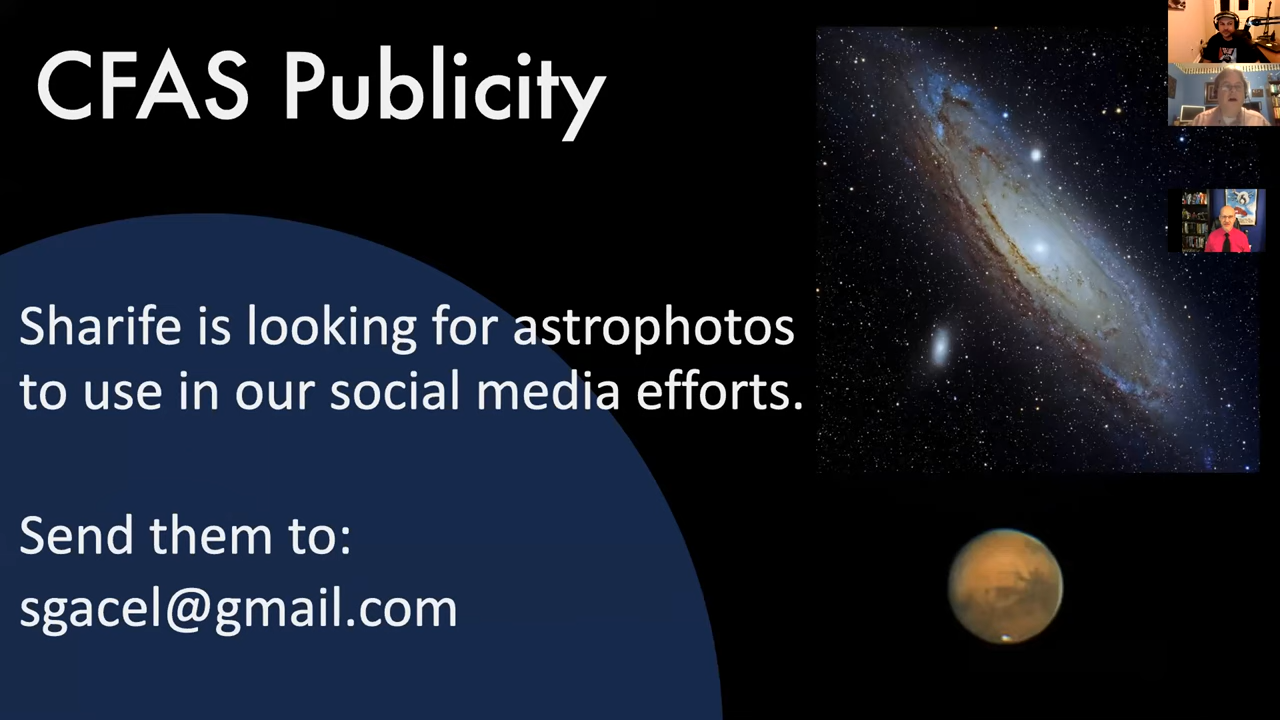 CFAS Publicity
Sharife is looking for astrophotos
to use in our social media efforts.
Send them to:
sgacel@gmail.com